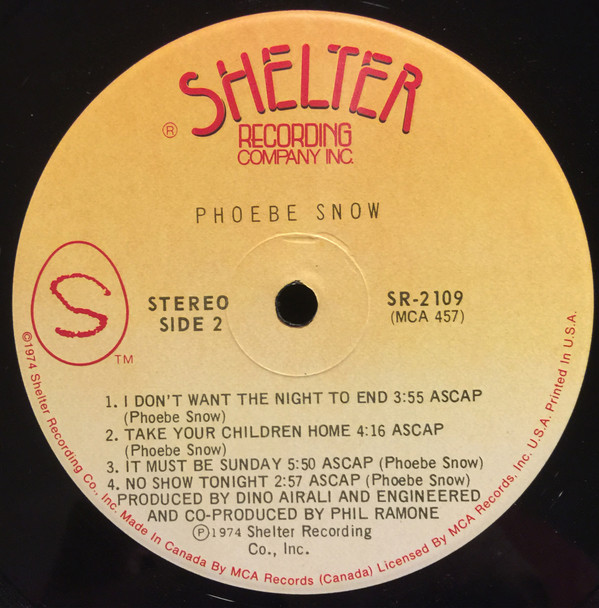 SHELTER
®
RECORDING
COMPANY INC.
PHOEBE SNOW
S
TM
STEREO
SIDE 2
SR-2109
(MCA 457)
1. I DON'T WANT THE NIGHT TO END 3:55 ASCAP
(Phoebe Snow)
2. TAKE YOUR CHILDREN HOME 4:16 ASCAP
(Phoebe Snow)
3. IT MUST BE SUNDAY 5:50 ASCAP (Phoebe Snow)
4. NO SHOW TONIGHT 2:57 ASCAP (Phoebe Snow)
PRODUCED BY DINO AIRALI AND ENGINEERED
AND CO-PRODUCED BY PHIL RAMONE
℗1974 Shelter Recording
Co., Inc.
©1974 Shelter Recording Co., Inc. Made In Canada By MCA Records (Canada) Licensed By MCA Records, Inc. U.S.A. Printed In U.S.A.